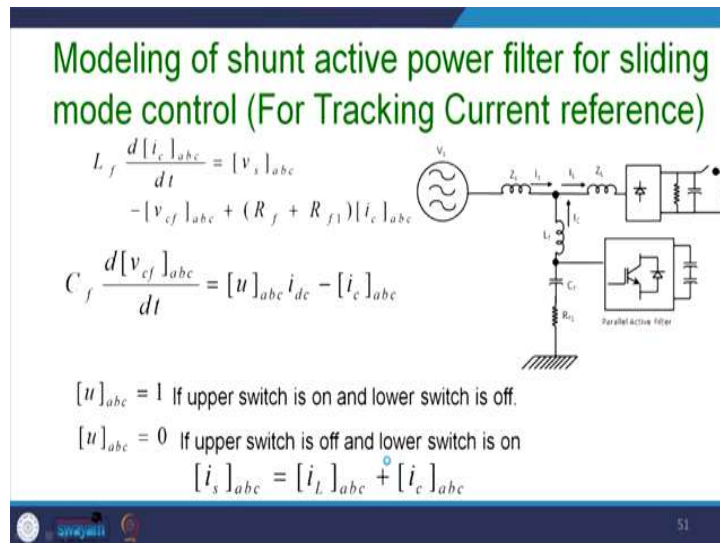 Modeling of shunt active power filter for sliding
mode control (For Tracking Current reference)
L_f d[i_c]_abc / dt = [v_s]_abc
-[v_cf]_abc + (R_f + R_f1)[i_c]_abc
C_f d[v_cf]_abc / dt = [u]_abc i_dc - [i_c]_abc
V_s
Z_s i_s i_L Z_L
i_c
L_f
C_f
Parallel Active Filter
[u]_abc = 1 If upper switch is on and lower switch is off.
[u]_abc = 0 If upper switch is off and lower switch is on
[i_s]_abc = [i_L]_abc + [i_c]_abc
swayam
51